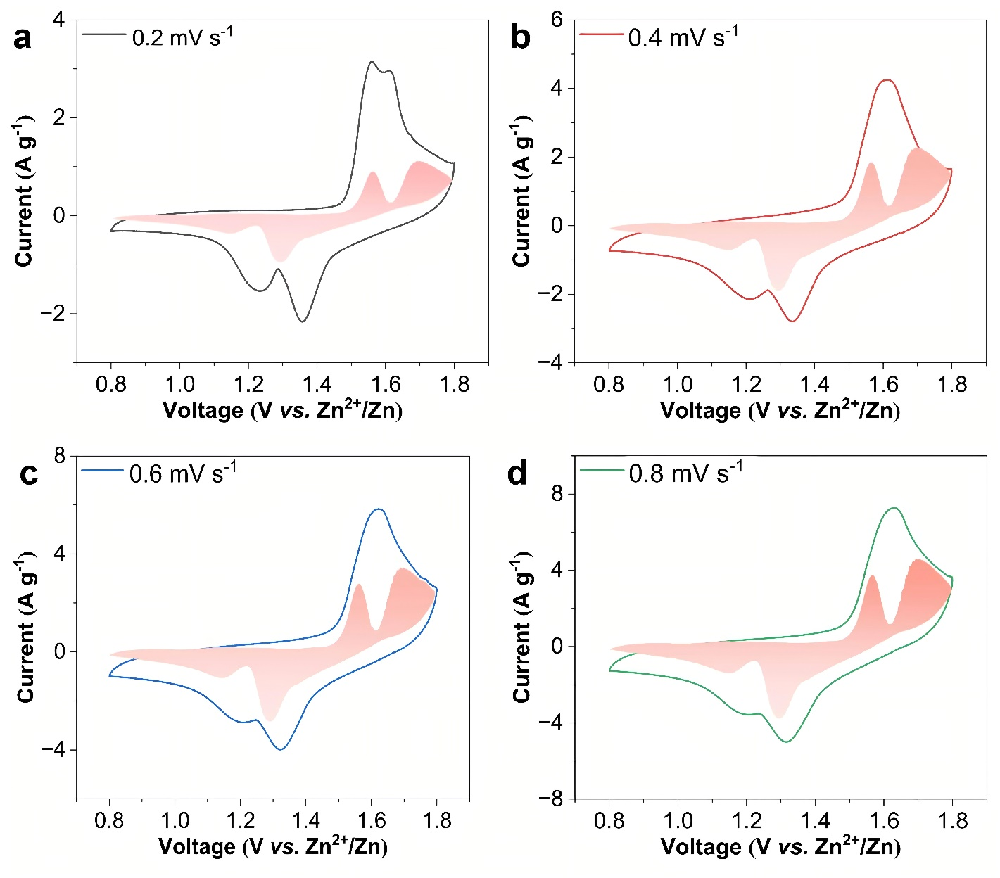 a
0.2 mV s⁻¹
4
2
0
−2
Current (A g⁻¹)
0.8 1.0 1.2 1.4 1.6 1.8
Voltage (V vs. Zn²⁺/Zn)
b
0.4 mV s⁻¹
6
4
2
0
−2
−4
Current (A g⁻¹)
0.8 1.0 1.2 1.4 1.6 1.8
Voltage (V vs. Zn²⁺/Zn)
c
0.6 mV s⁻¹
8
4
0
−4
Current (A g⁻¹)
0.8 1.0 1.2 1.4 1.6 1.8
Voltage (V vs. Zn²⁺/Zn)
d
0.8 mV s⁻¹
8
4
0
−4
−8
Current (A g⁻¹)
0.8 1.0 1.2 1.4 1.6 1.8
Voltage (V vs. Zn²⁺/Zn)